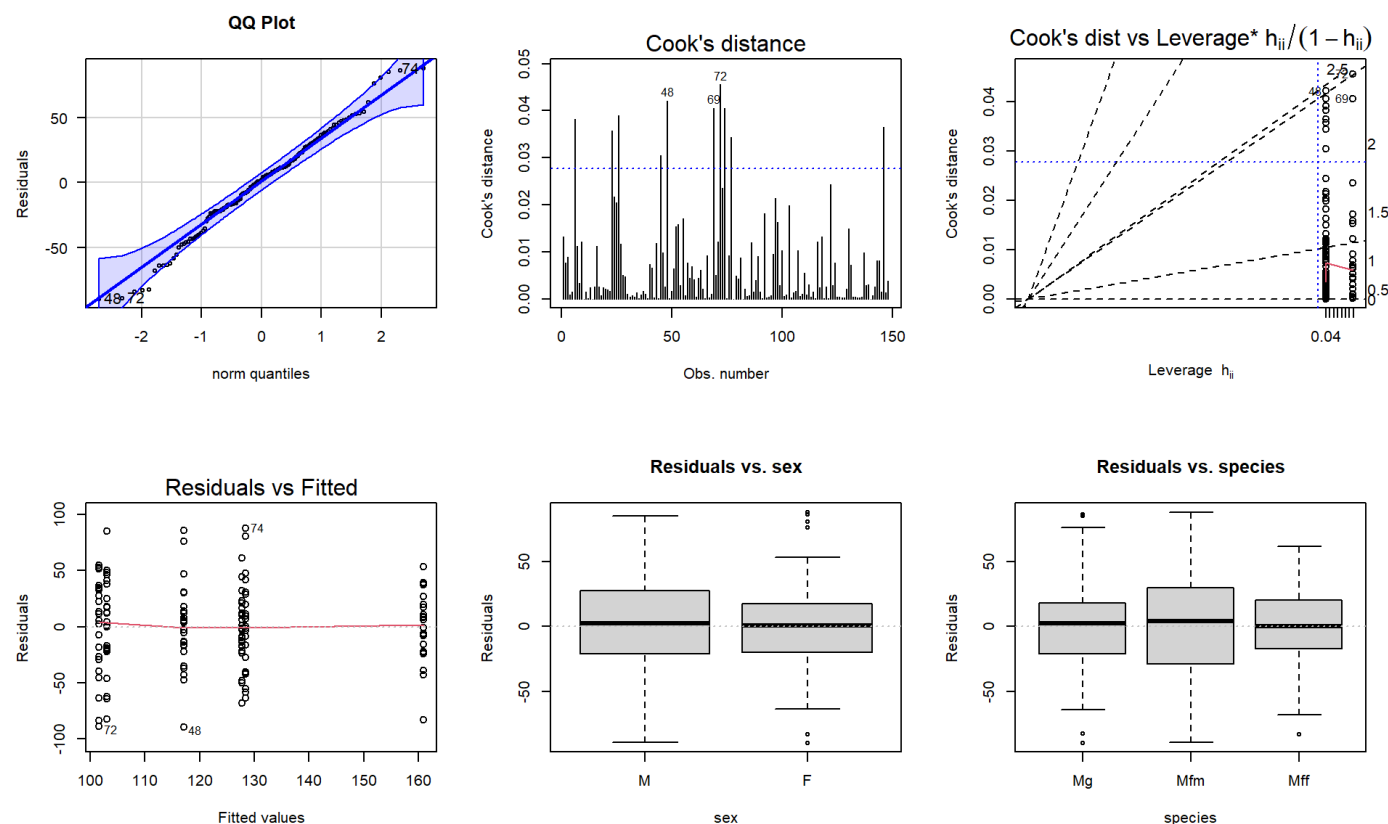 QQ Plot
Residuals
50
0
-50
74
48 72
-2 -1 0 1 2
norm quantiles
Cook's distance
Cook's distance
0.05
0.04
0.03
0.02
0.01
0.00
72
48
69
0 50 100 150
Obs. number
Cook's dist vs Leverage* hii/(1 − hii)
Cook's distance
0.04
0.03
0.02
0.01
0.00
2.5
48
69
2
1.5
1
0.5
0
0.04
Leverage hii
Residuals vs Fitted
Residuals
100
50
0
-50
-100
74
72
48
100 110 120 130 140 150 160
Fitted values
Residuals vs. sex
Residuals
50
0
-50
M F
sex
Residuals vs. species
Residuals
50
0
-50
Mg Mfm Mff
species